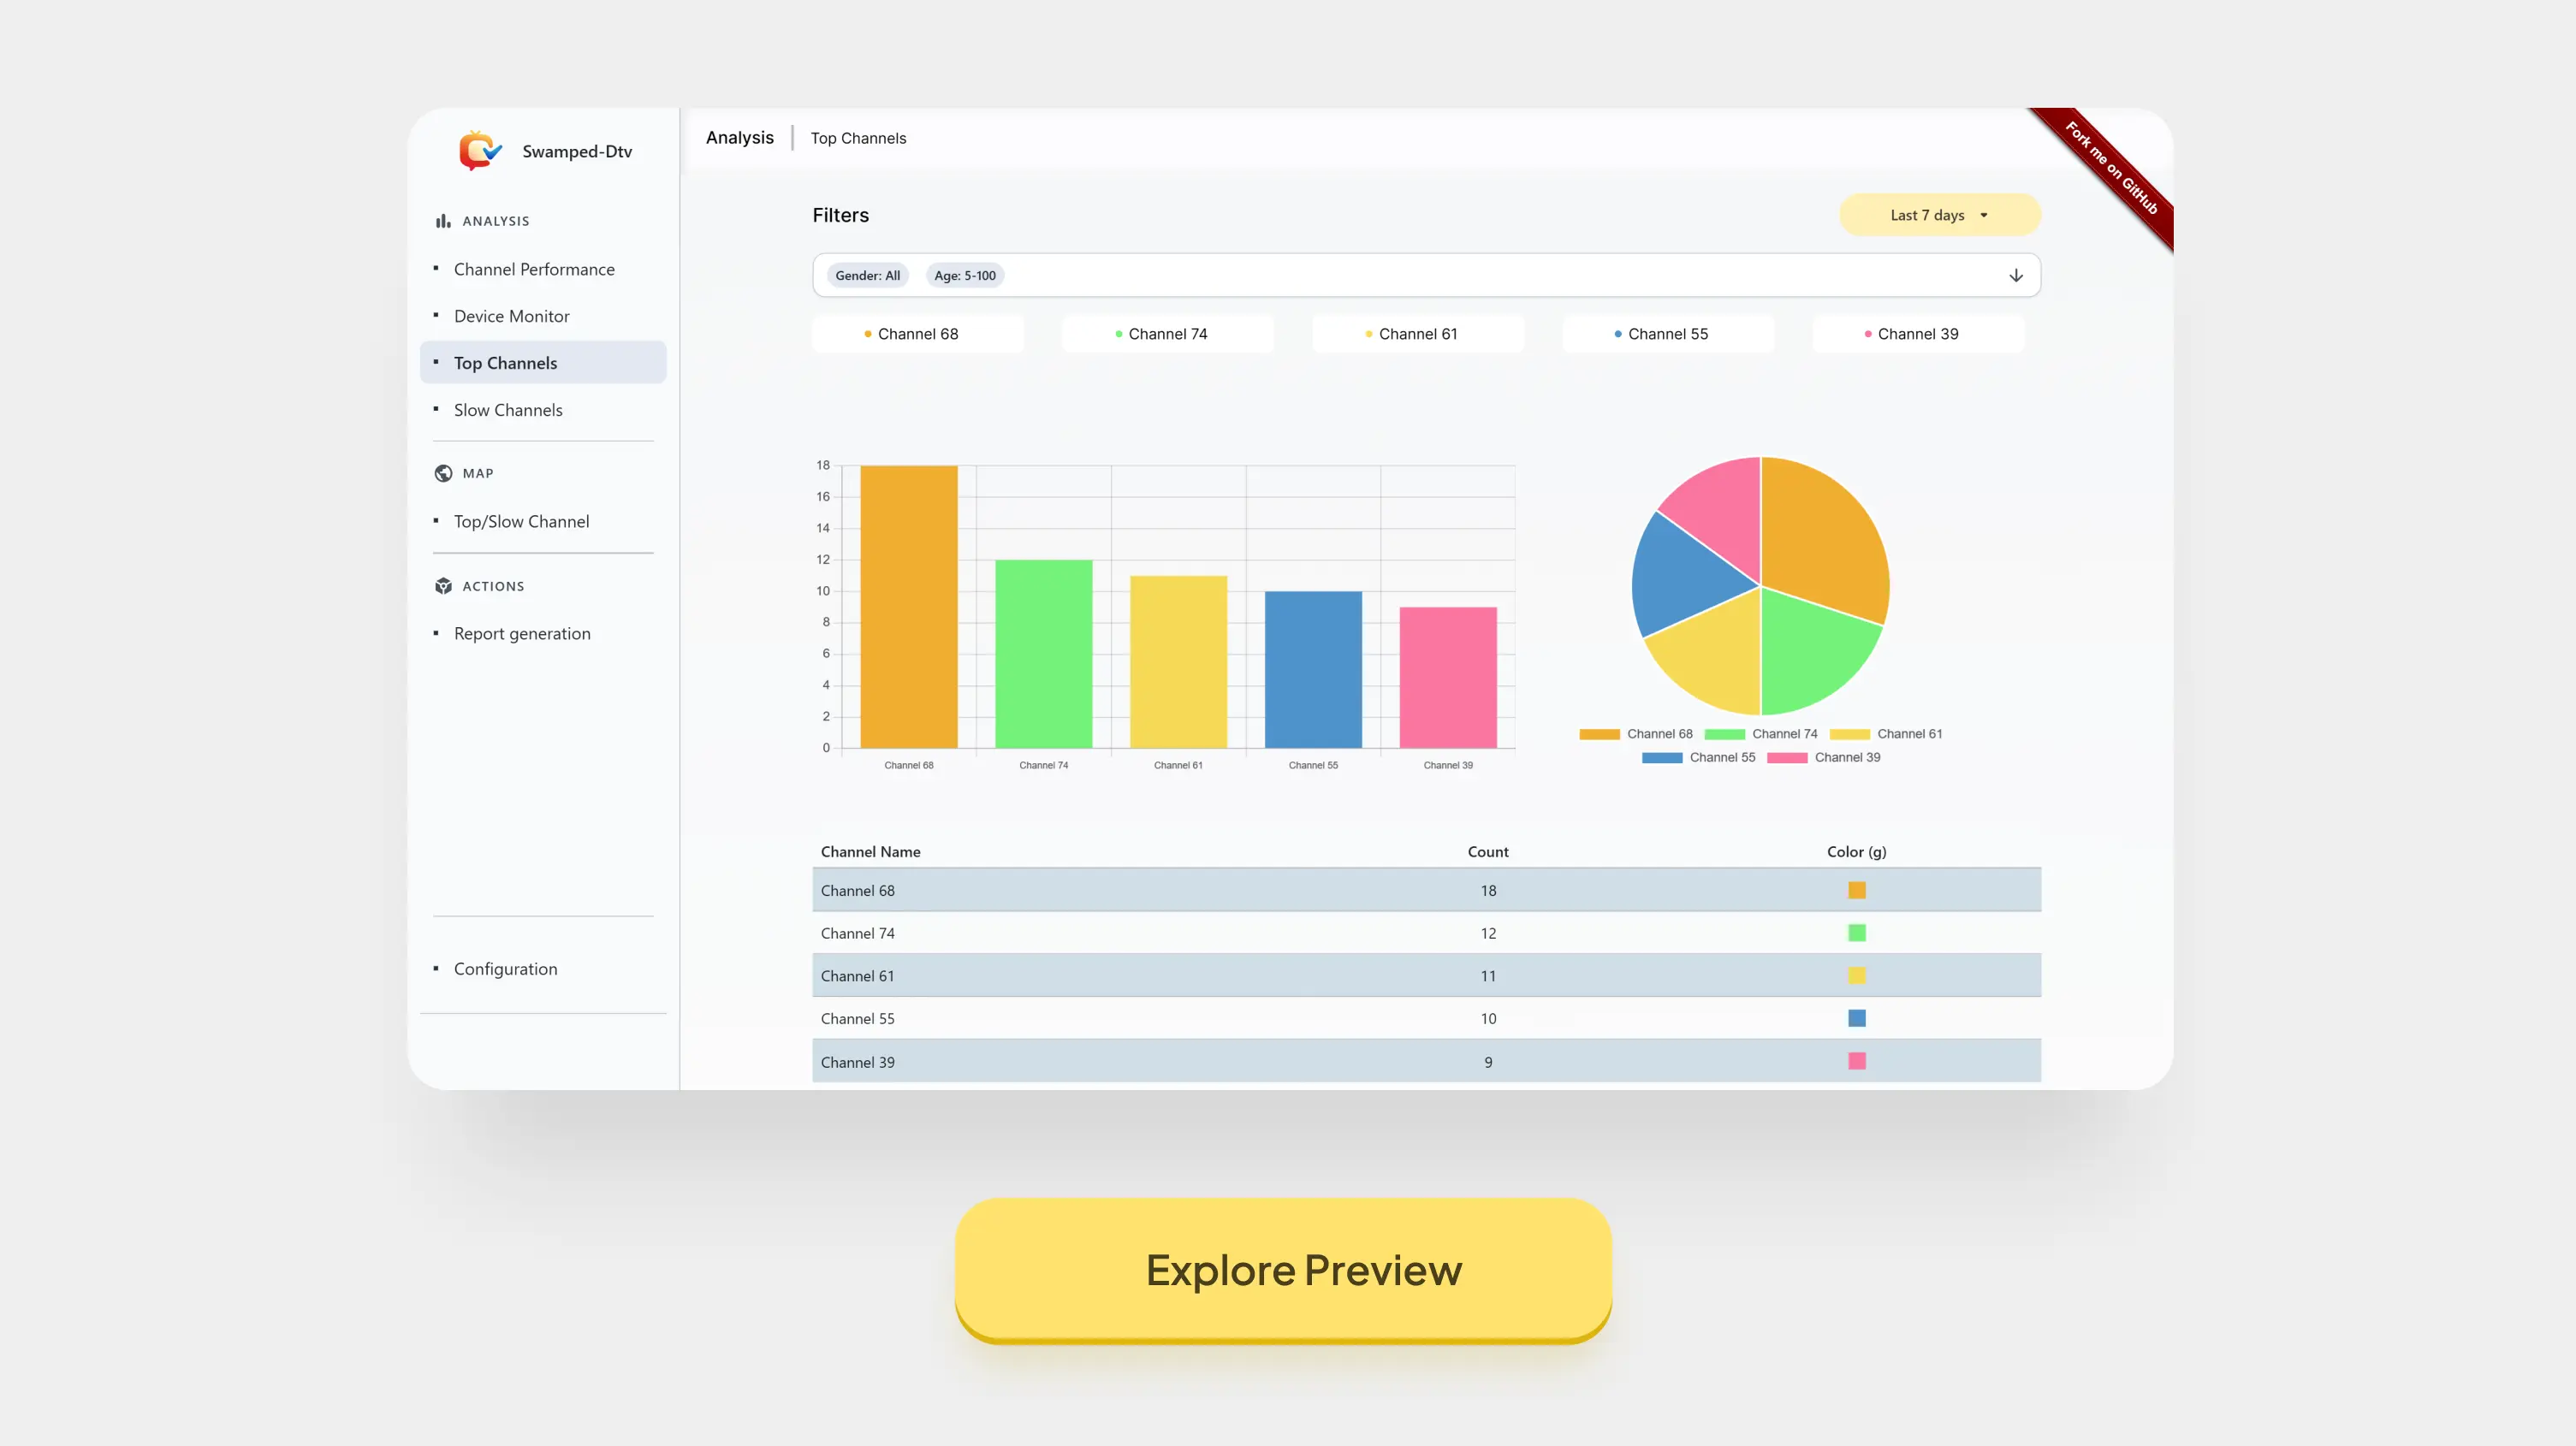 Swamped-Dtv
ANALYSIS
Channel Performance
Device Monitor
Top Channels
Slow Channels
MAP
Top/Slow Channel
ACTIONS
Report generation
Configuration
Analysis | Top Channels
Fork me on GitHub
Filters
Last 7 days
Gender: All Age: 5-100
Channel 68 Channel 74 Channel 61 Channel 55 Channel 39
18
16
14
12
10
8
6
4
2
0
Channel 68 Channel 74 Channel 61 Channel 55 Channel 39
Channel 68 Channel 74 Channel 61
Channel 55 Channel 39
Channel Name Count Color (g)
Channel 68 18
Channel 74 12
Channel 61 11
Channel 55 10
Channel 39 9
Explore Preview